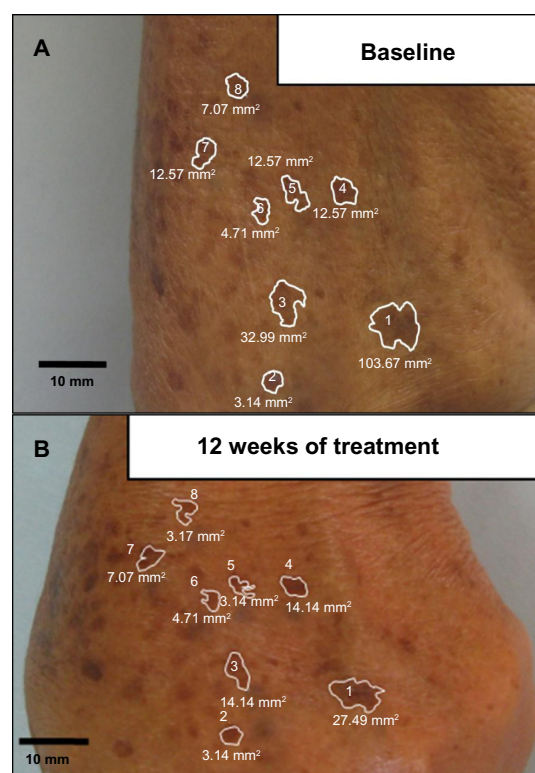 A
Baseline
8
7.07 mm²
7
12.57 mm²
12.57 mm²
5
4
12.57 mm²
6
4.71 mm²
3
32.99 mm²
1
103.67 mm²
2
3.14 mm²
10 mm
B
12 weeks of treatment
8
3.17 mm²
7
7.07 mm²
5
3.14 mm²
4
14.14 mm²
6
4.71 mm²
3
14.14 mm²
1
27.49 mm²
2
3.14 mm²
10 mm